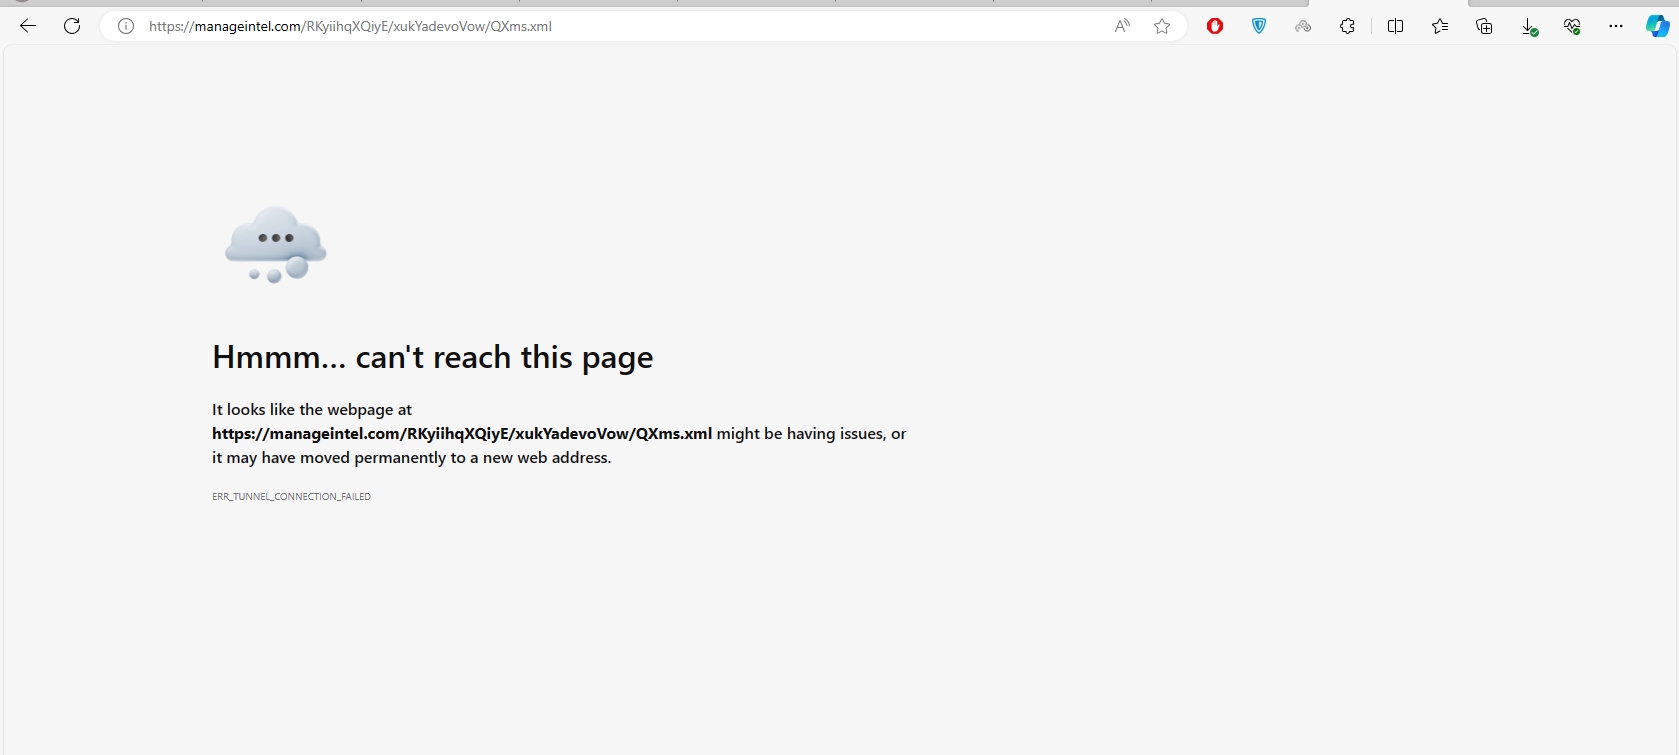 https://manageintel.com/RKyiihqXQiyE/xukYadevoVow/QXms.xml
Hmmm... can't reach this page
It looks like the webpage at
https://manageintel.com/RKyiihqXQiyE/xukYadevoVow/QXms.xml might be having issues, or
it may have moved permanently to a new web address.
ERR_TUNNEL_CONNECTION_FAILED